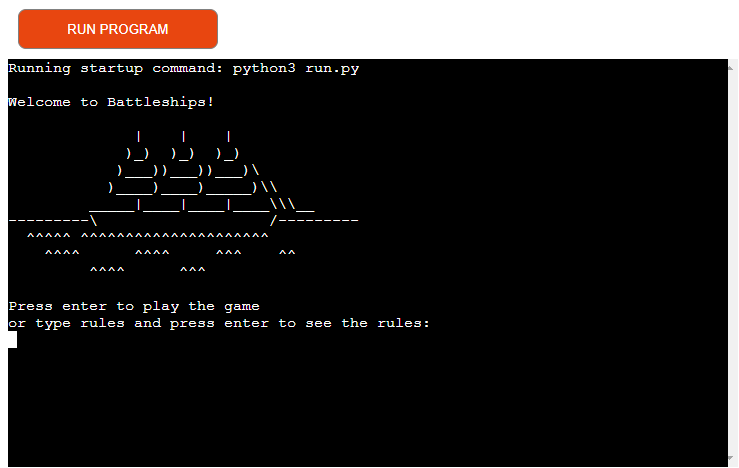 RUN PROGRAM
Running startup command: python3 run.py
Welcome to Battleships!
              |    |    |
             )_)  )_)  )_)
            )___))___))___)\
           )____)____)_____)\\
         _____|____|____|____\\\__
---------\                   /---------
  ^^^^^ ^^^^^^^^^^^^^^^^^^^^^
    ^^^^      ^^^^     ^^^    ^^
         ^^^^      ^^^
Press enter to play the game
or type rules and press enter to see the rules: